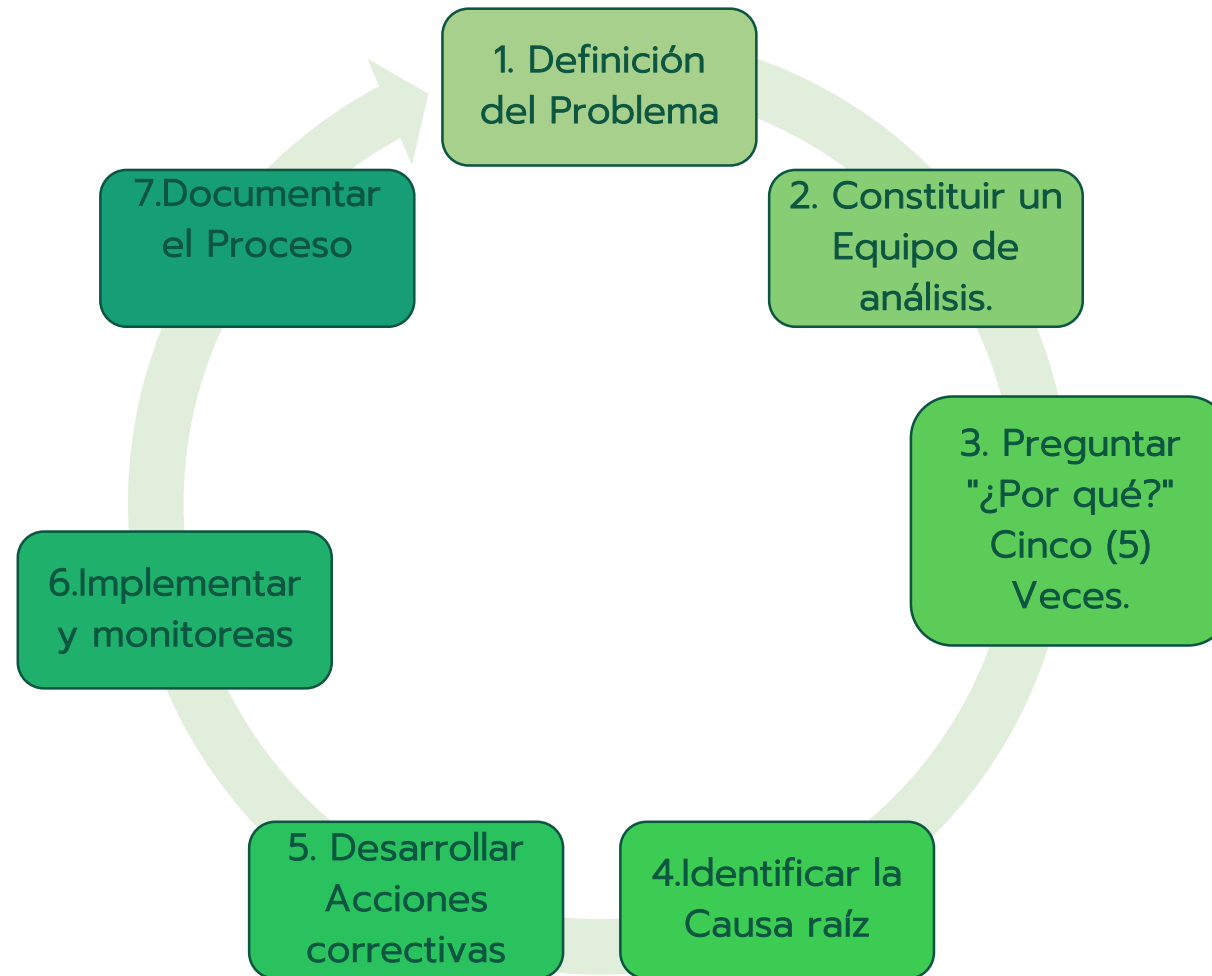 1. Definición
del Problema
2. Constituir un
Equipo de
análisis.
3. Preguntar
"¿Por qué?"
Cinco (5)
Veces.
4.Identificar la
Causa raíz
5. Desarrollar
Acciones
correctivas
6.Implementar
y monitoreas
7.Documentar
el Proceso